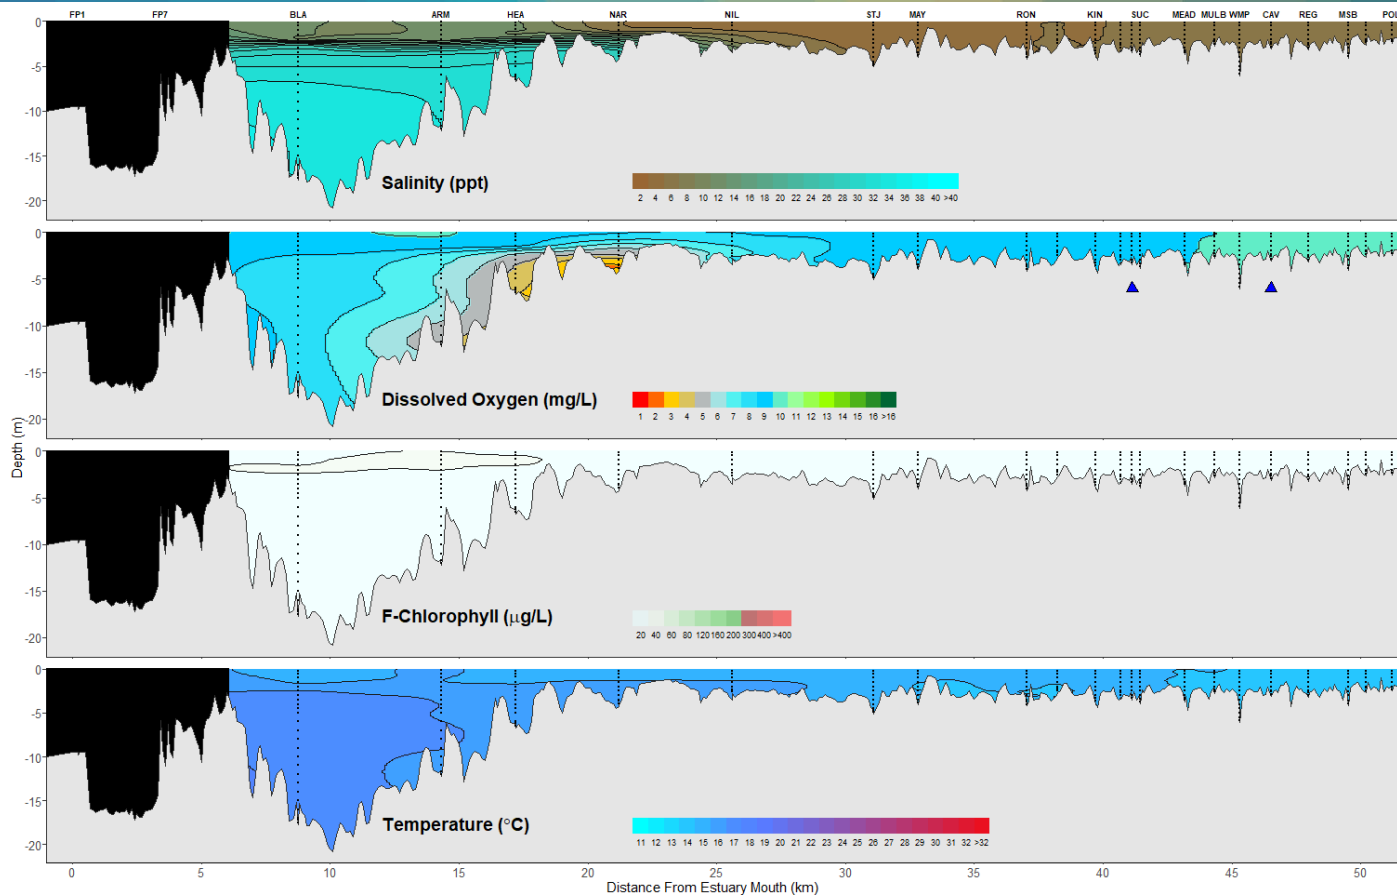 FP1 FP7 BLA ARM HEA NAR NIL STJ MAY RON KIN SUC MEAD MULB WMP CAV REG MSB POL
0
-5
-10
-15
-20
Salinity (ppt)
2 4 6 8 10 12 14 16 18 20 22 24 26 28 30 32 34 36 38 40 >40
0
-5
-10
-15
-20
Dissolved Oxygen (mg/L)
1 2 3 4 5 6 7 8 9 10 11 12 13 14 15 16 >16
Depth (m)
0
-5
-10
-15
-20
F-Chlorophyll (μg/L)
20 40 60 80 120 160 200 300 400 >400
0
-5
-10
-15
-20
Temperature (°C)
11 12 13 14 15 16 17 18 19 20 21 22 23 24 25 26 27 28 29 30 31 32 >32
0 5 10 15 20 25 30 35 40 45 50
Distance From Estuary Mouth (km)